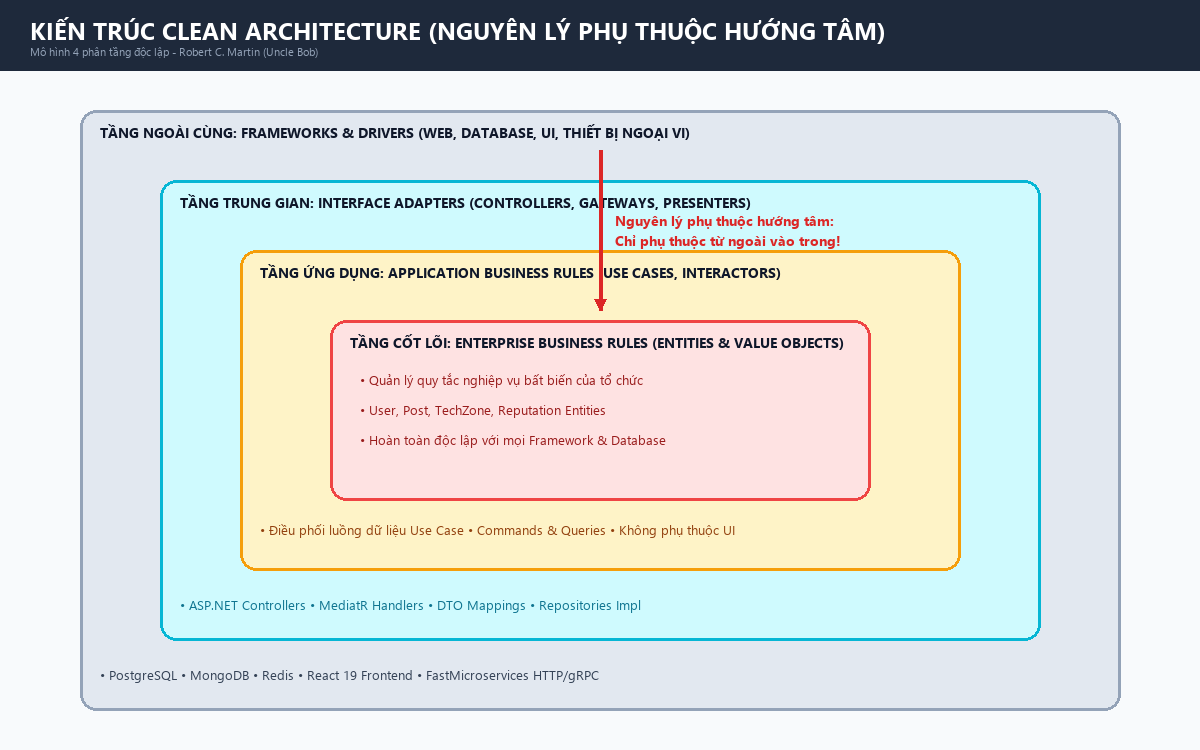 KIẾN TRÚC CLEAN ARCHITECTURE (NGUYÊN LÝ PHỤ THUỘC HƯỚNG TÂM)
Mô hình 4 phân tầng độc lập - Robert C. Martin (Uncle Bob)
TẦNG NGOÀI CÙNG: FRAMEWORKS & DRIVERS (WEB, DATABASE, UI, THIẾT BỊ NGOẠI VI)
TẦNG TRUNG GIAN: INTERFACE ADAPTERS (CONTROLLERS, GATEWAYS, PRESENTERS)
Nguyên lý phụ thuộc hướng tâm:
Chỉ phụ thuộc từ ngoài vào trong!
TẦNG ỨNG DỤNG: APPLICATION BUSINESS RULES (USE CASES, INTERACTORS)
TẦNG CỐT LÕI: ENTERPRISE BUSINESS RULES (ENTITIES & VALUE OBJECTS)
• Quản lý quy tắc nghiệp vụ bất biến của tổ chức
• User, Post, TechZone, Reputation Entities
• Hoàn toàn độc lập với mọi Framework & Database
• Điều phối luồng dữ liệu Use Case • Commands & Queries • Không phụ thuộc UI
• ASP.NET Controllers • MediatR Handlers • DTO Mappings • Repositories Impl
• PostgreSQL • MongoDB • Redis • React 19 Frontend • FastMicroservices HTTP/gRPC